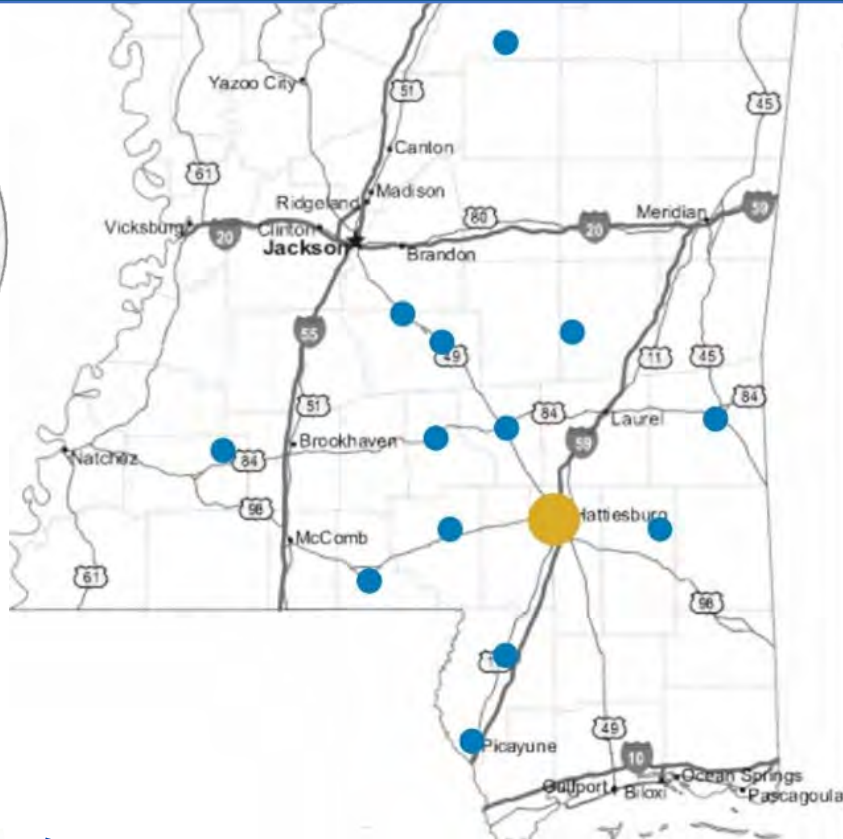 Yazoo City
51
45
Canton
61
Madison
Ridgeland
80
Meridian
59
Vicksburg
20
Clinton
20
Jackson
Brandon
55
49
11
45
51
84
84
Laurel
Brookhaven
59
Natchez
84
98
Hattiesburg
McComb
61
98
49
Picayune
10
Ocean Springs
Gulfport
Biloxi
Pascagoula